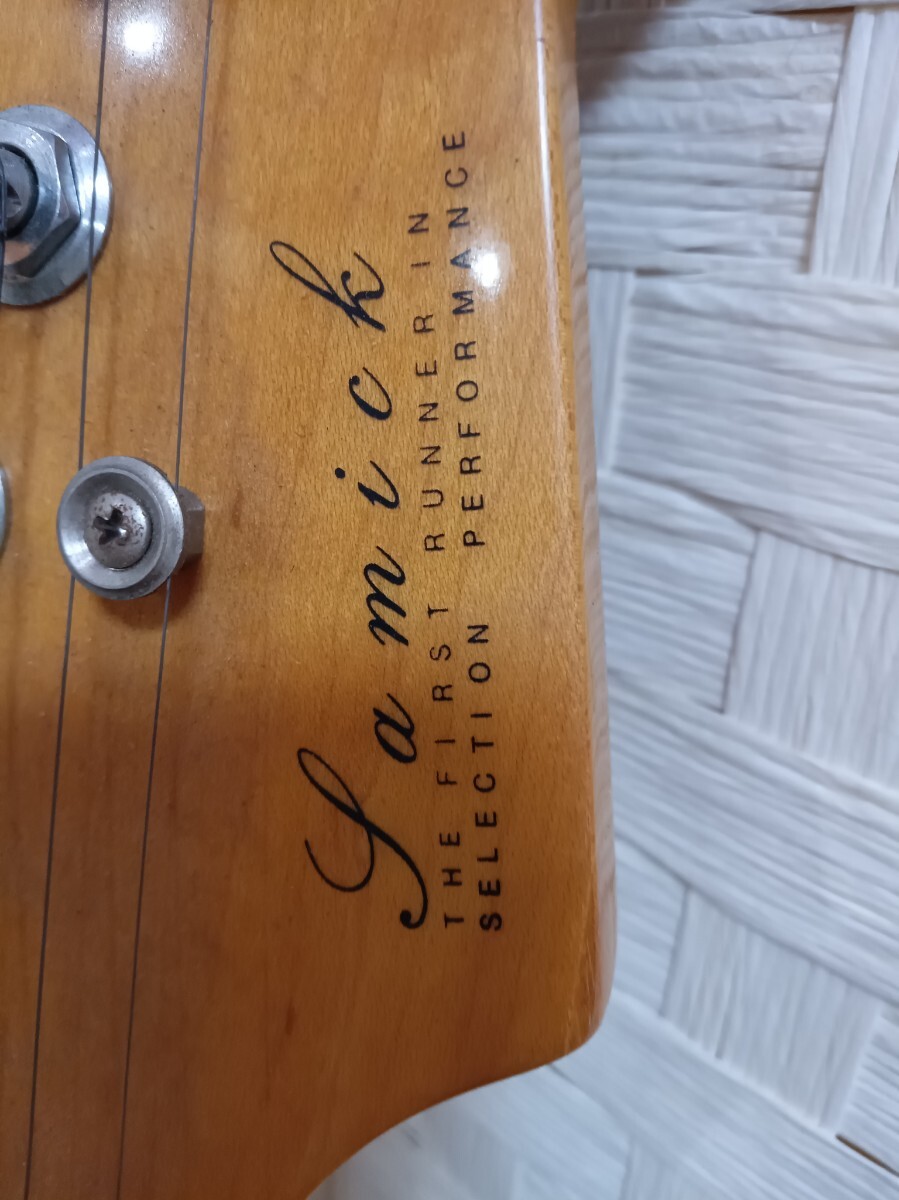 Samick
THE FIRST RUNNER IN
SELECTION PERFORMANCE